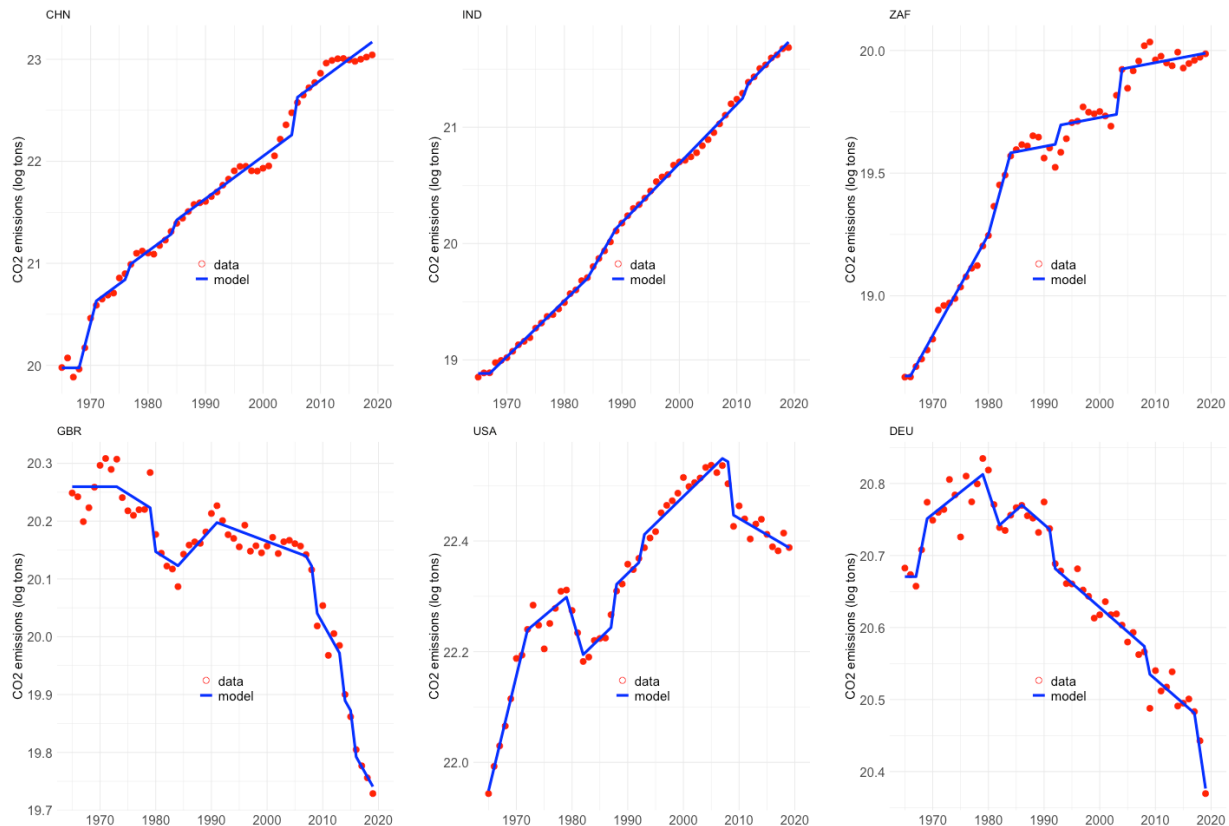 CHN
CO2 emissions (log tons)
23
22
21
20
data
model
1970 1980 1990 2000 2010 2020
IND
CO2 emissions (log tons)
21
20
19
data
model
1970 1980 1990 2000 2010 2020
ZAF
CO2 emissions (log tons)
20.0
19.5
19.0
data
model
1970 1980 1990 2000 2010 2020
GBR
CO2 emissions (log tons)
20.3
20.2
20.1
20.0
19.9
19.8
19.7
data
model
1970 1980 1990 2000 2010 2020
USA
CO2 emissions (log tons)
22.4
22.2
22.0
data
model
1970 1980 1990 2000 2010 2020
DEU
CO2 emissions (log tons)
20.8
20.7
20.6
20.5
20.4
data
model
1970 1980 1990 2000 2010 2020